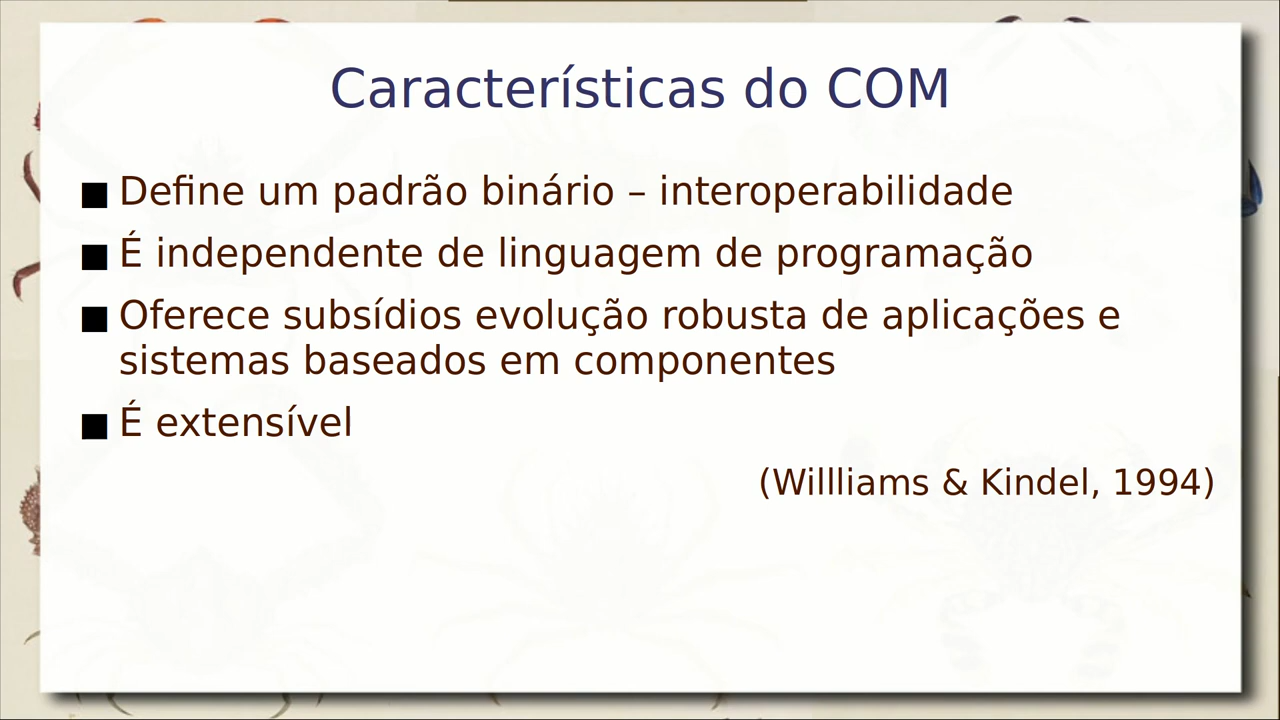 Características do COM
■ Define um padrão binário – interoperabilidade
■ É independente de linguagem de programação
■ Oferece subsídios evolução robusta de aplicações e
sistemas baseados em componentes
■ É extensível
(Willliams & Kindel, 1994)